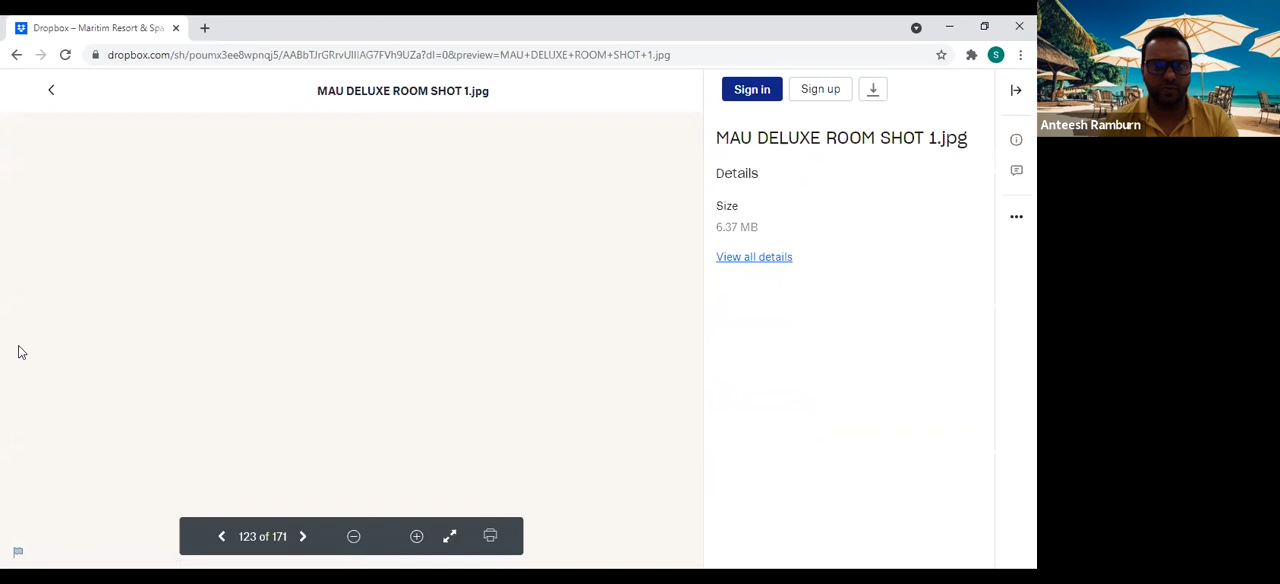 Dropbox – Maritim Resort & Spa
dropbox.com/sh/poumx3ee8wpnqj5/AABbTJrGRrvUIIlAG7FVh9UZa?dl=0&preview=MAU+DELUXE+ROOM+SHOT+1.jpg
S
MAU DELUXE ROOM SHOT 1.jpg
Sign in
Sign up
MAU DELUXE ROOM SHOT 1.jpg
Details
Size
6.37 MB
View all details
123 of 171
Anteesh Ramburn